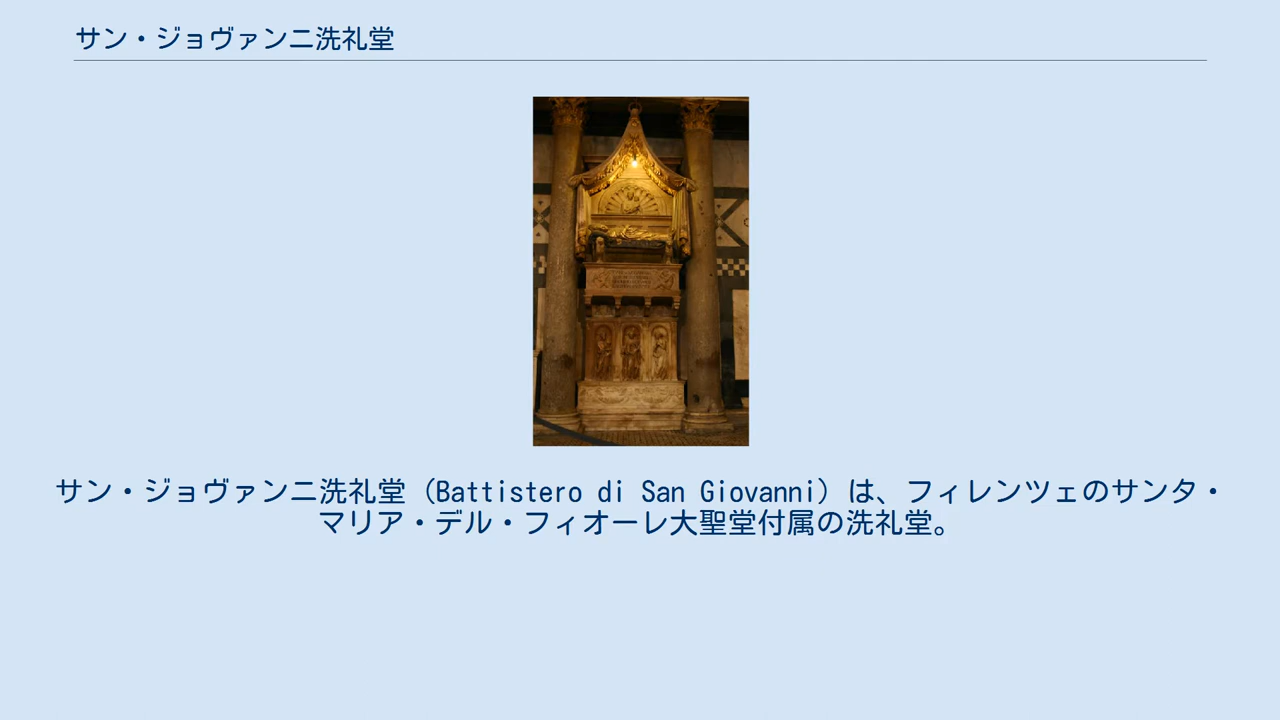 サン・ジョヴァンニ洗礼堂
サン・ジョヴァンニ洗礼堂（Battistero di San Giovanni）は、フィレンツェのサンタ・
マリア・デル・フィオーレ大聖堂付属の洗礼堂。